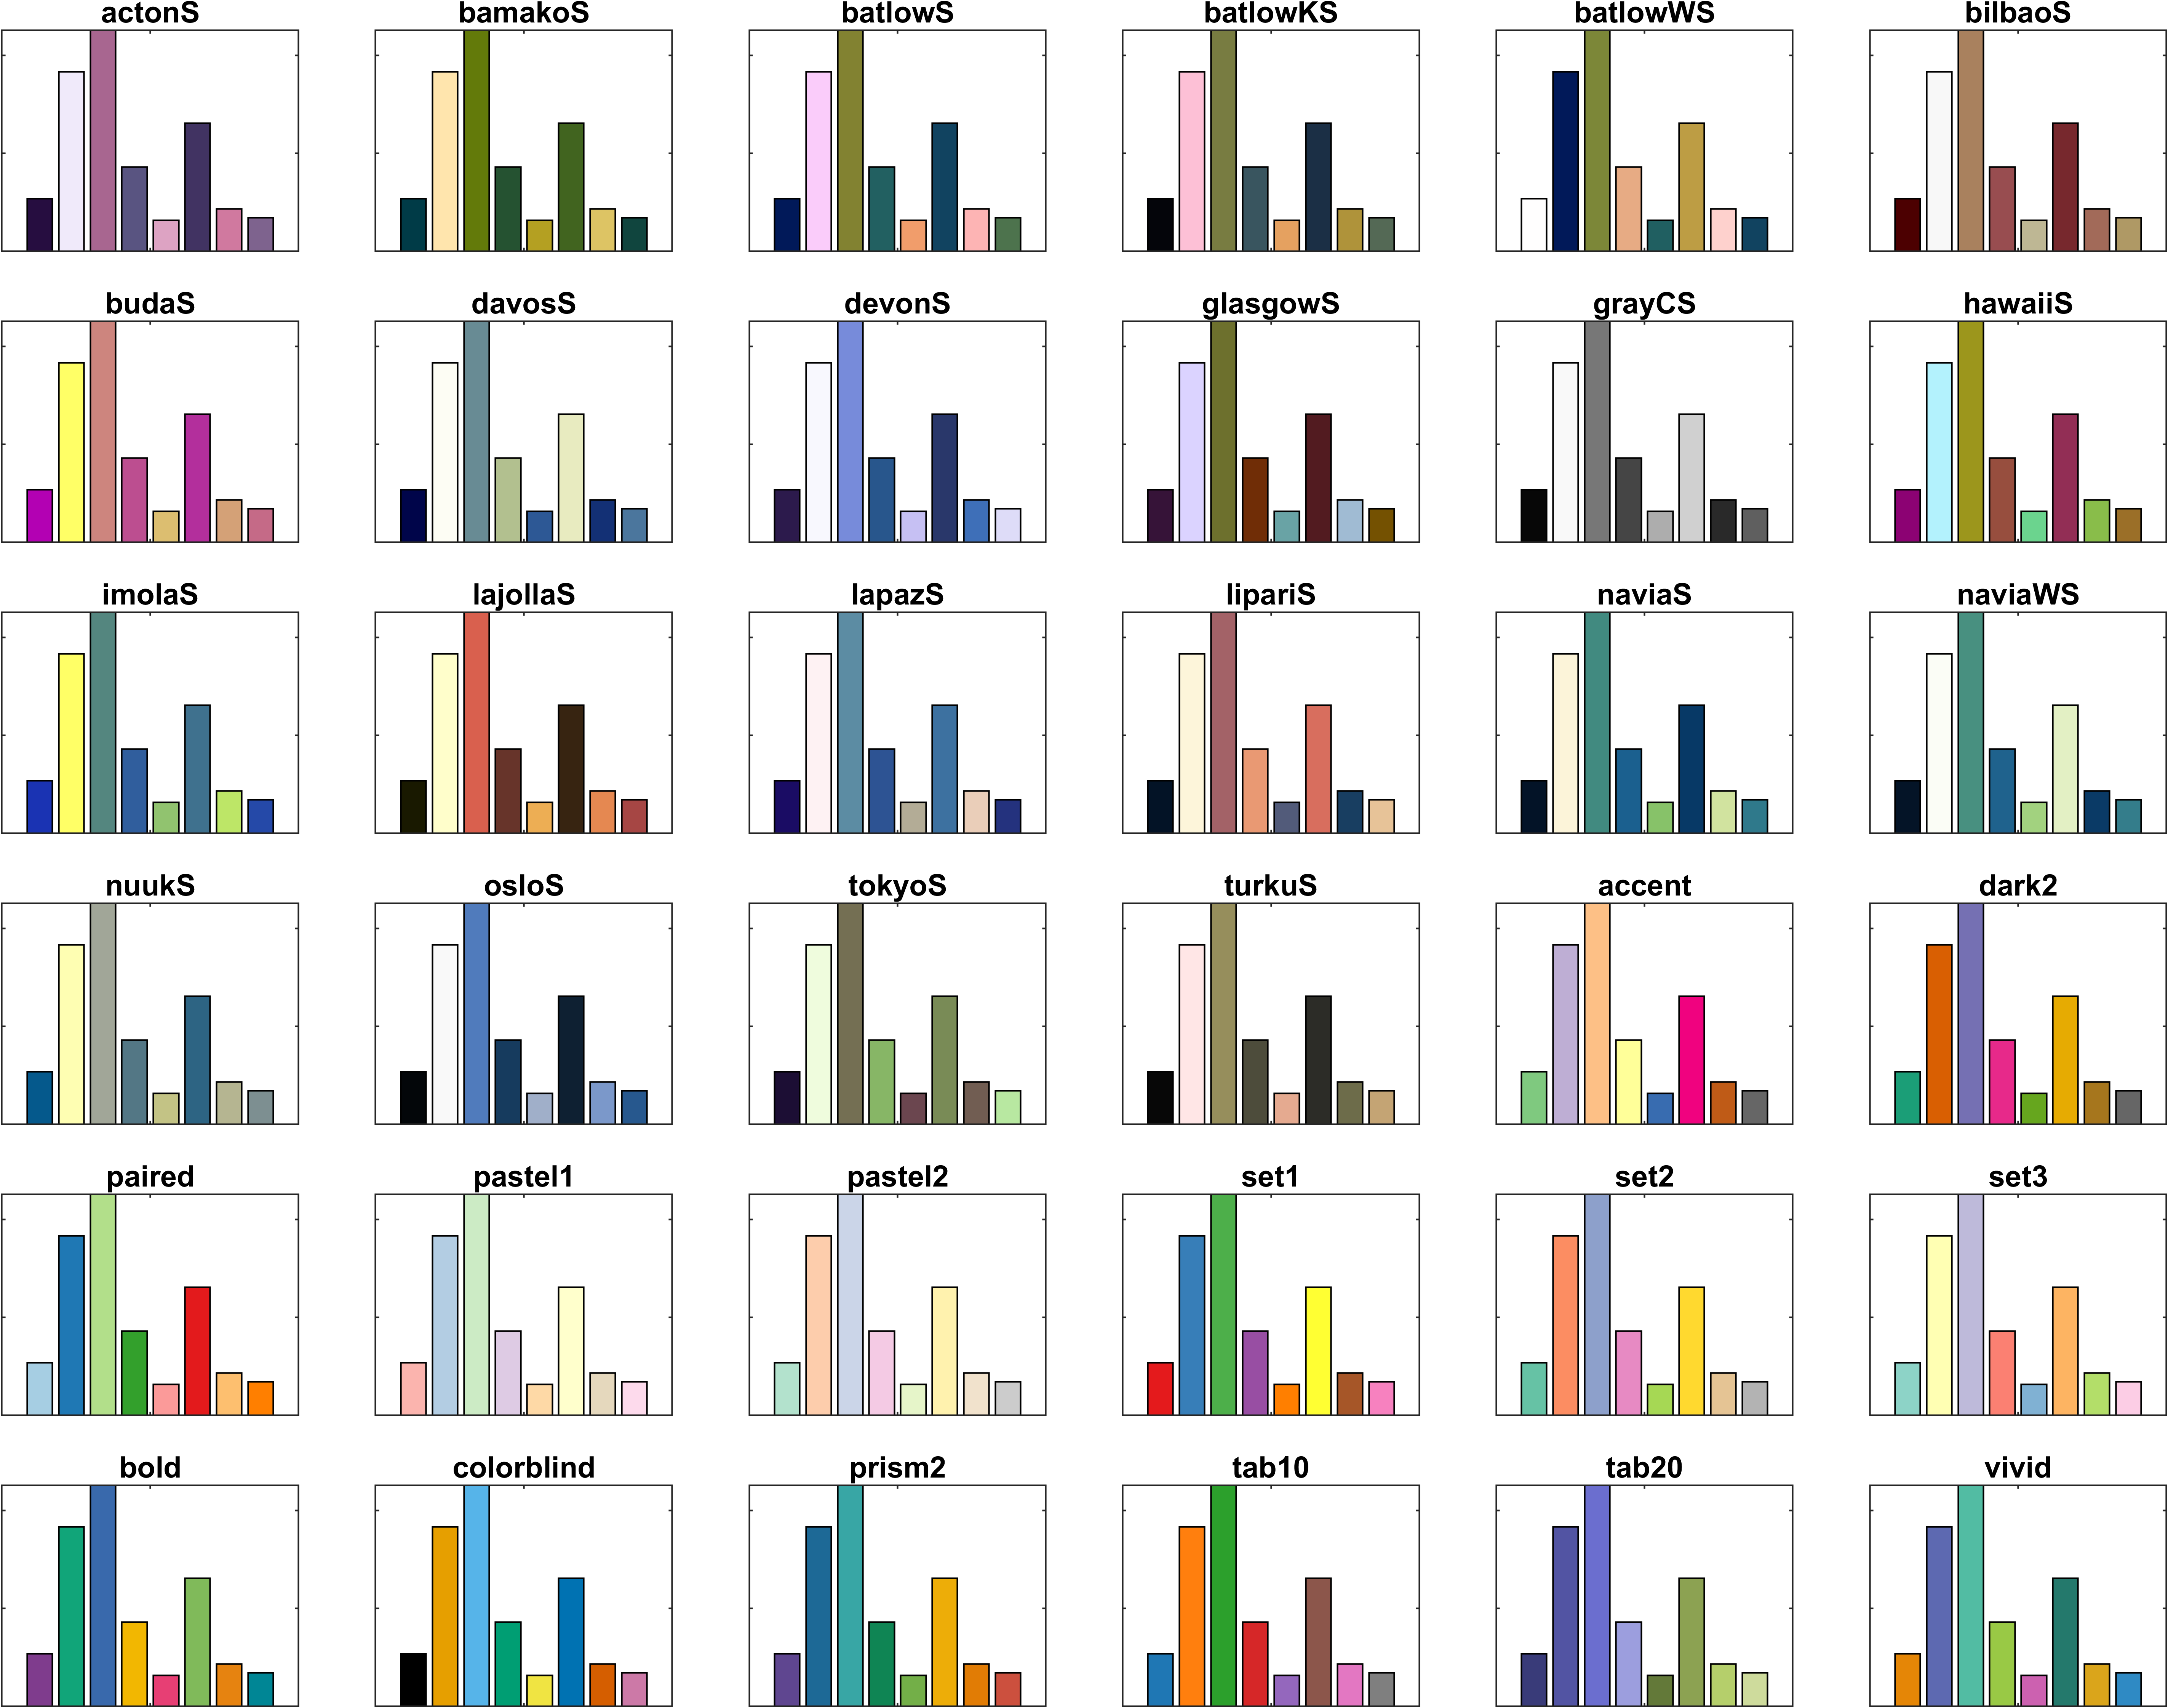 actonS bamakoS batlowS batlowKS batlowWS bilbaoS
budaS davosS devonS glasgowS grayCS hawaiiS
imolaS lajollaS lapazS lipariS naviaS naviaWS
nuukS osloS tokyoS turkuS accent dark2
paired pastel1 pastel2 set1 set2 set3
bold colorblind prism2 tab10 tab20 vivid